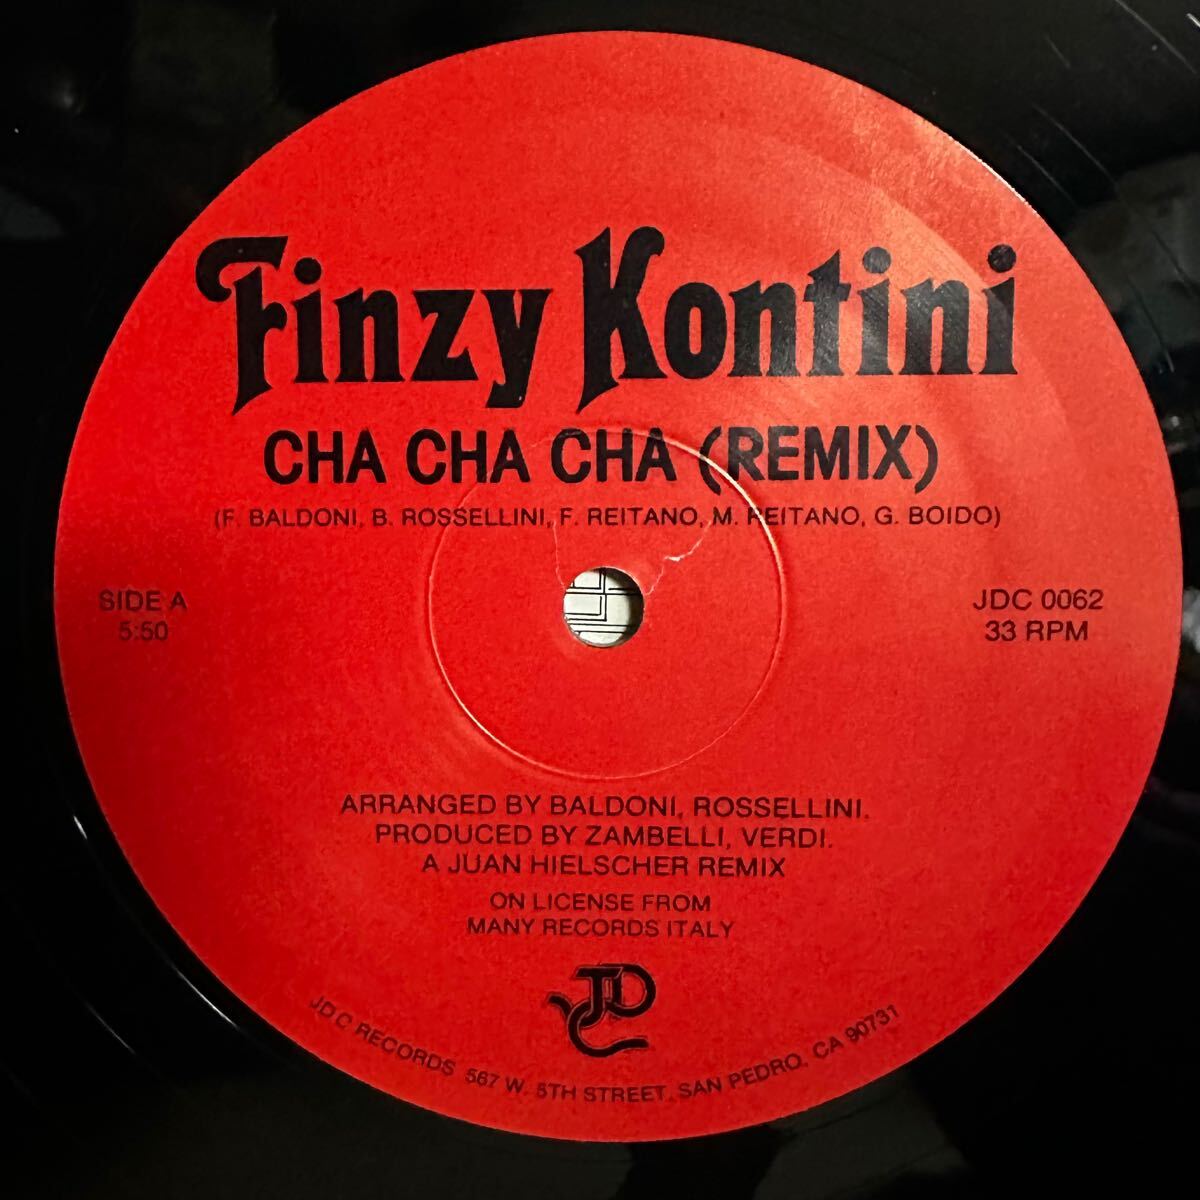 Finzy Kontini
CHA CHA CHA (REMIX)
(F. BALDONI, B. ROSSELLINI, F. REITANO, M. REITANO, G. BOIDO)
SIDE A
5:50
JDC 0062
33 RPM
ARRANGED BY BALDONI, ROSSELLINI.
PRODUCED BY ZAMBELLI, VERDI.
A JUAN HIELSCHER REMIX
ON LICENSE FROM
MANY RECORDS ITALY
JDC
JDC RECORDS 567 W. 5TH STREET, SAN PEDRO, CA 90731